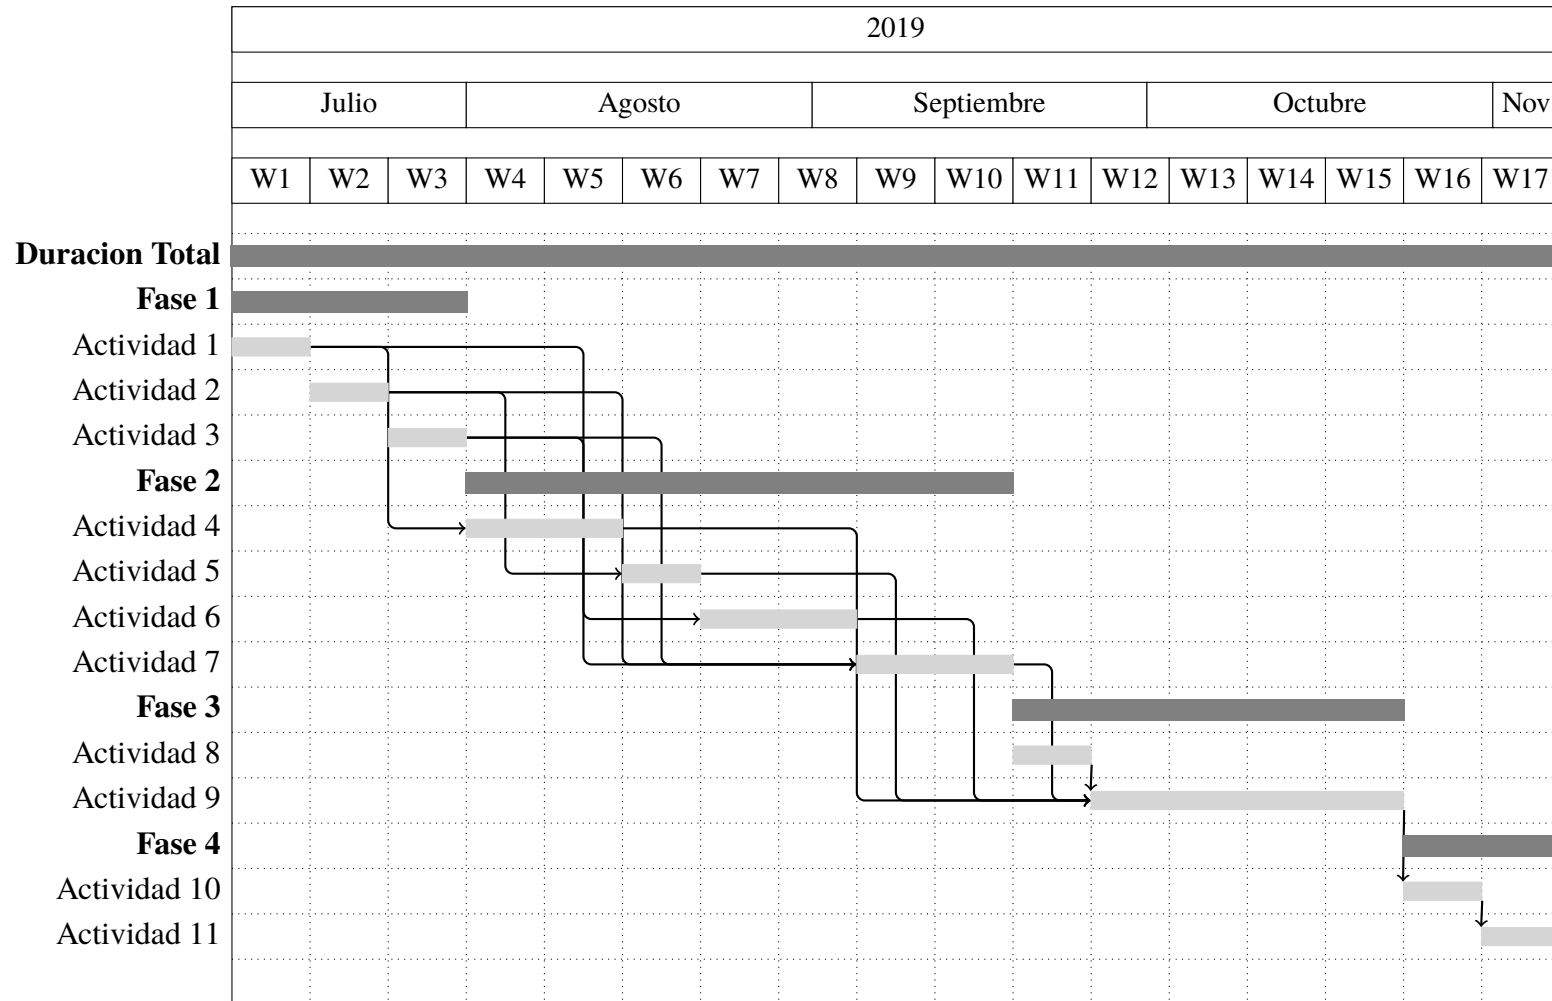 2019
Julio Agosto Septiembre Octubre Nov
W1 W2 W3 W4 W5 W6 W7 W8 W9 W10 W11 W12 W13 W14 W15 W16 W17
Duracion Total
Fase 1
Actividad 1
Actividad 2
Actividad 3
Fase 2
Actividad 4
Actividad 5
Actividad 6
Actividad 7
Fase 3
Actividad 8
Actividad 9
Fase 4
Actividad 10
Actividad 11